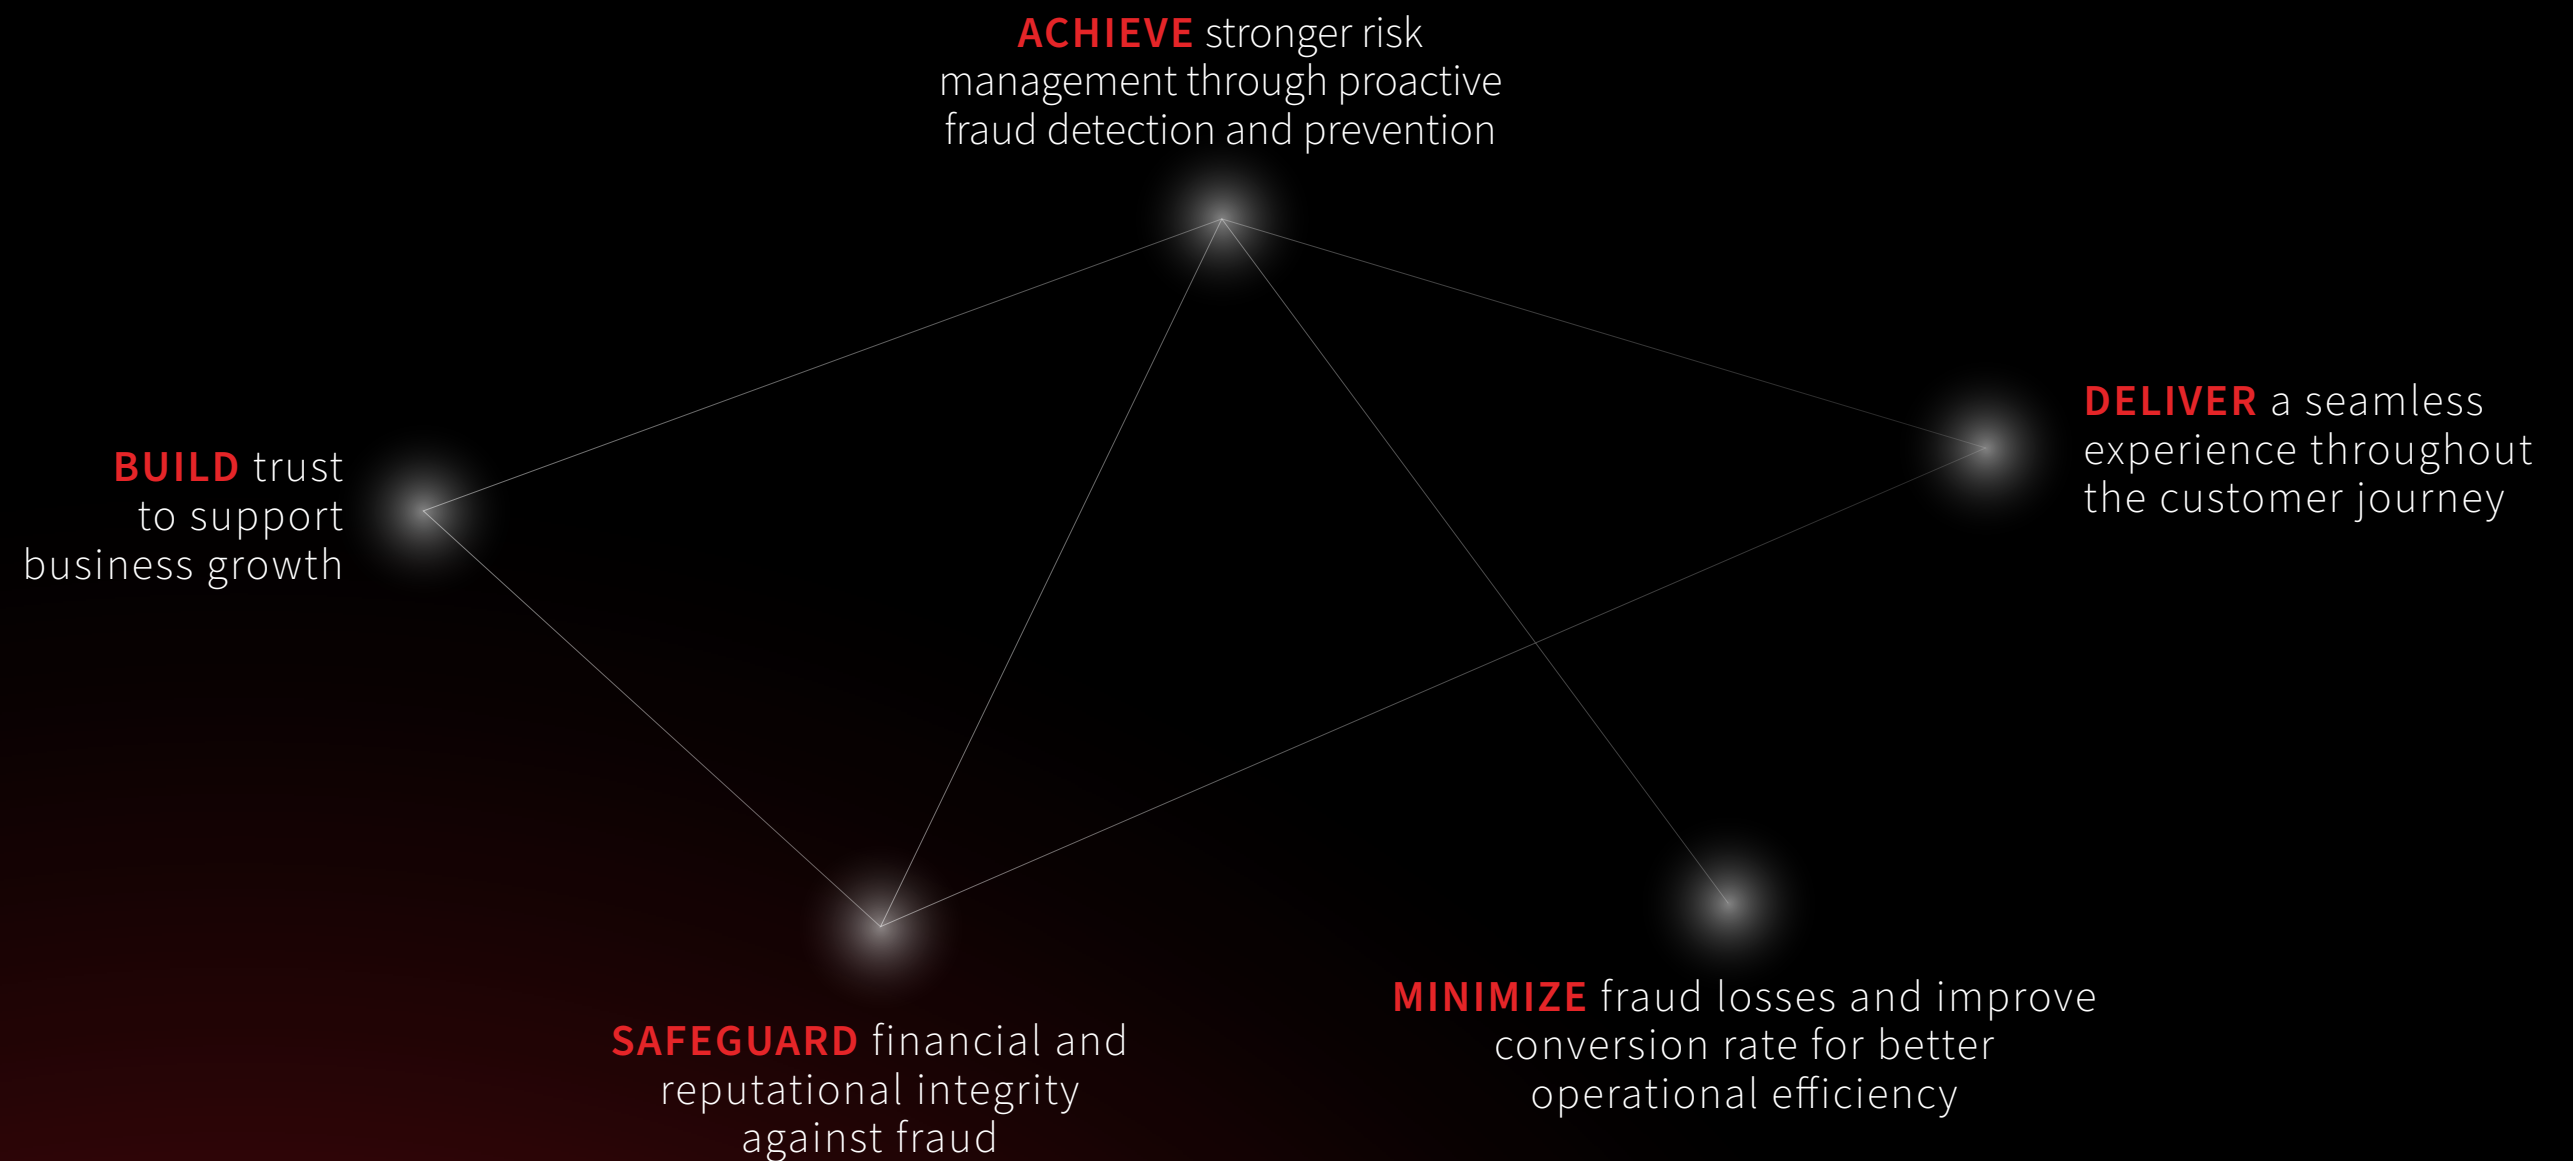 ACHIEVE stronger risk
management through proactive
fraud detection and prevention
DELIVER a seamless
experience throughout
the customer journey
BUILD trust
to support
business growth
MINIMIZE fraud losses and improve
conversion rate for better
operational efficiency
SAFEGUARD financial and
reputational integrity
against fraud